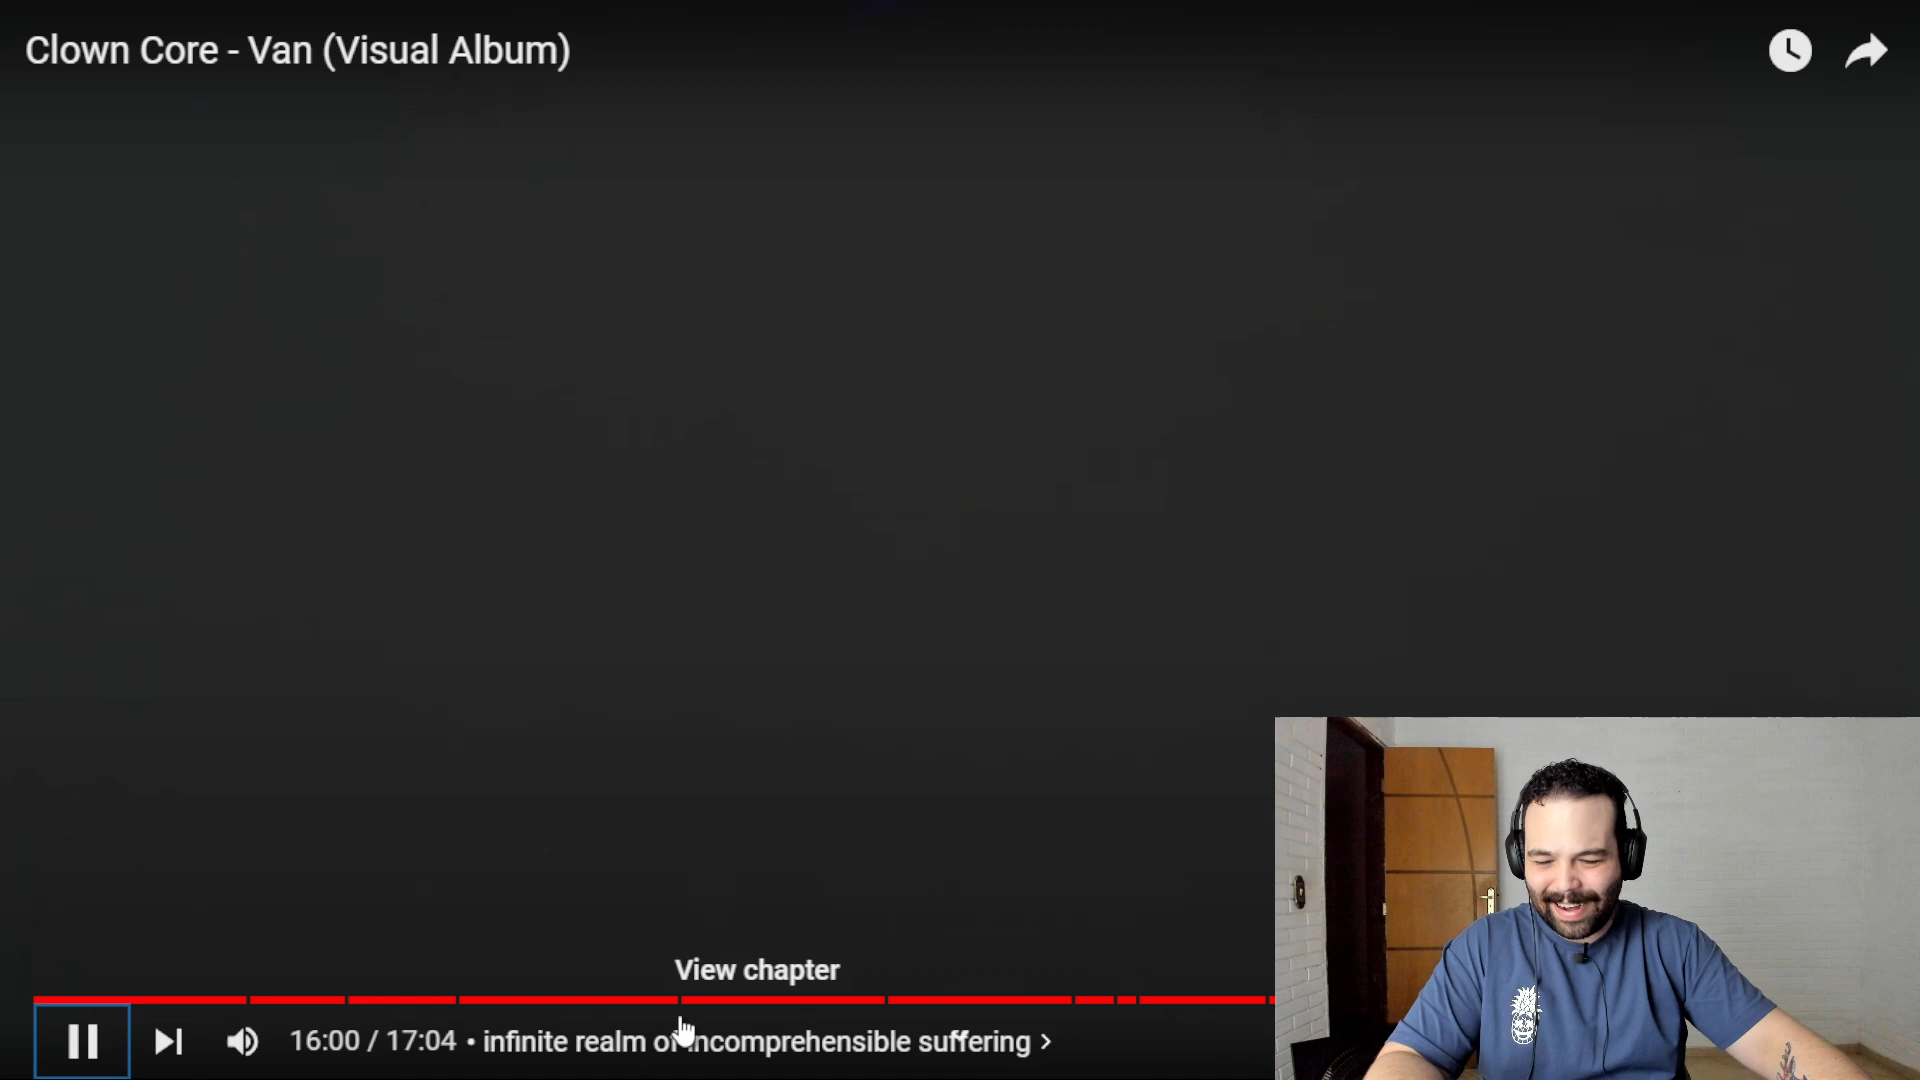 Clown Core - Van (Visual Album)
View chapter
16:00 / 17:04 • infinite realm of incomprehensible suffering >